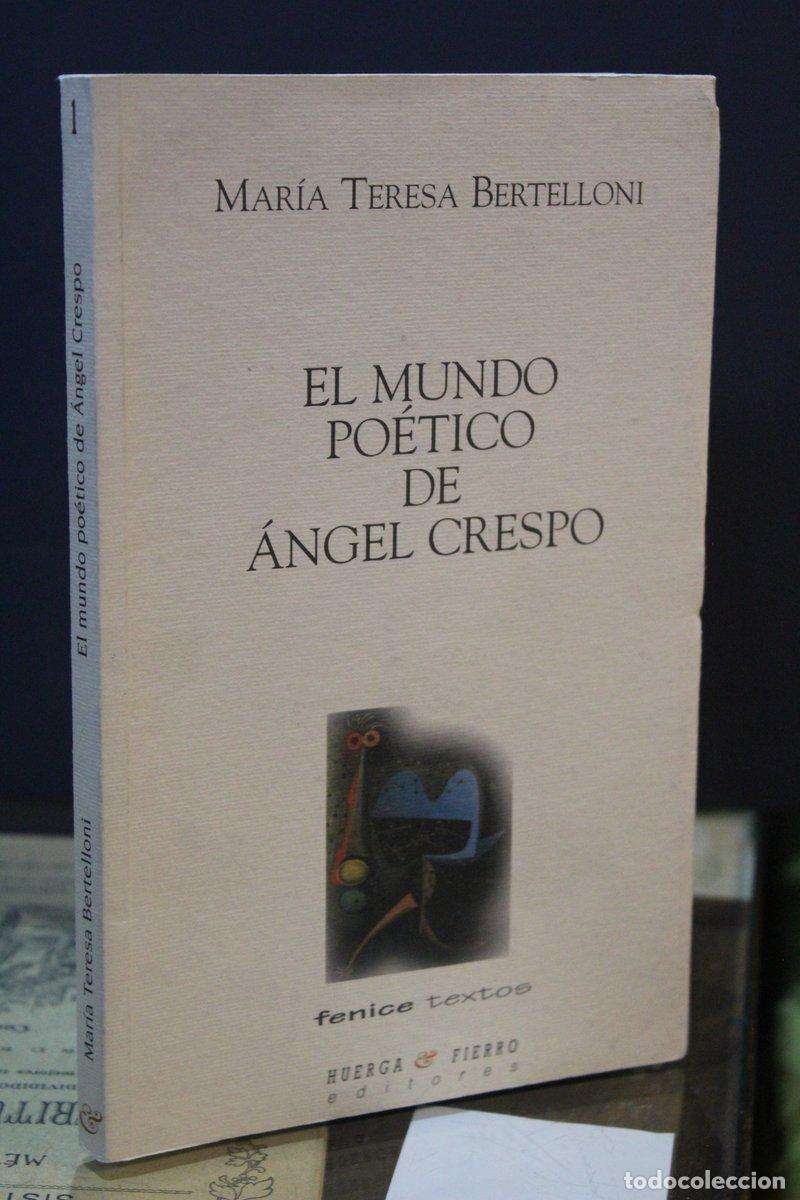 1
El mundo poético de Ángel Crespo
María Teresa Bertelloni
&
MARÍA TERESA BERTELLONI
EL MUNDO
POÉTICO
DE
ÁNGEL CRESPO
fenice textos
HUERGA & FIERRO
editores
DIVIDIDO
todocoleccion